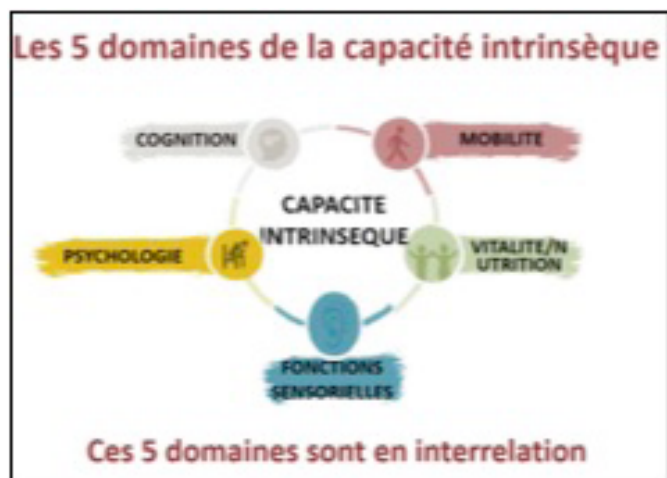 Les 5 domaines de la capacité intrinsèque
COGNITION
MOBILITE
CAPACITE
INTRINSEQUE
PSYCHOLOGIE
VITALITE/N
UTRITION
FONCTIONS
SENSORIELLES
Ces 5 domaines sont en interrelation